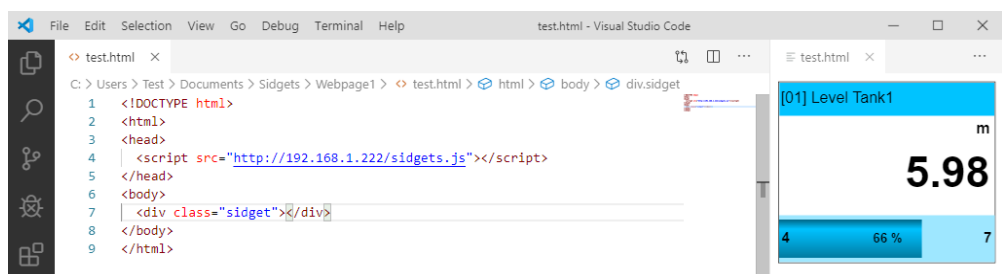 File Edit Selection View Go Debug Terminal Help test.html - Visual Studio Code
test.html
C: > Users > Test > Documents > Sidgets > Webpage1 > test.html > html > body > div.sidget
1 <!DOCTYPE html>
2 <html>
3 <head>
4 <script src="http://192.168.1.222/sidgets.js"></script>
5 </head>
6 <body>
7 <div class="sidget"></div>
8 </body>
9 </html>
test.html
[01] Level Tank1
m
5.98
4 66 % 7